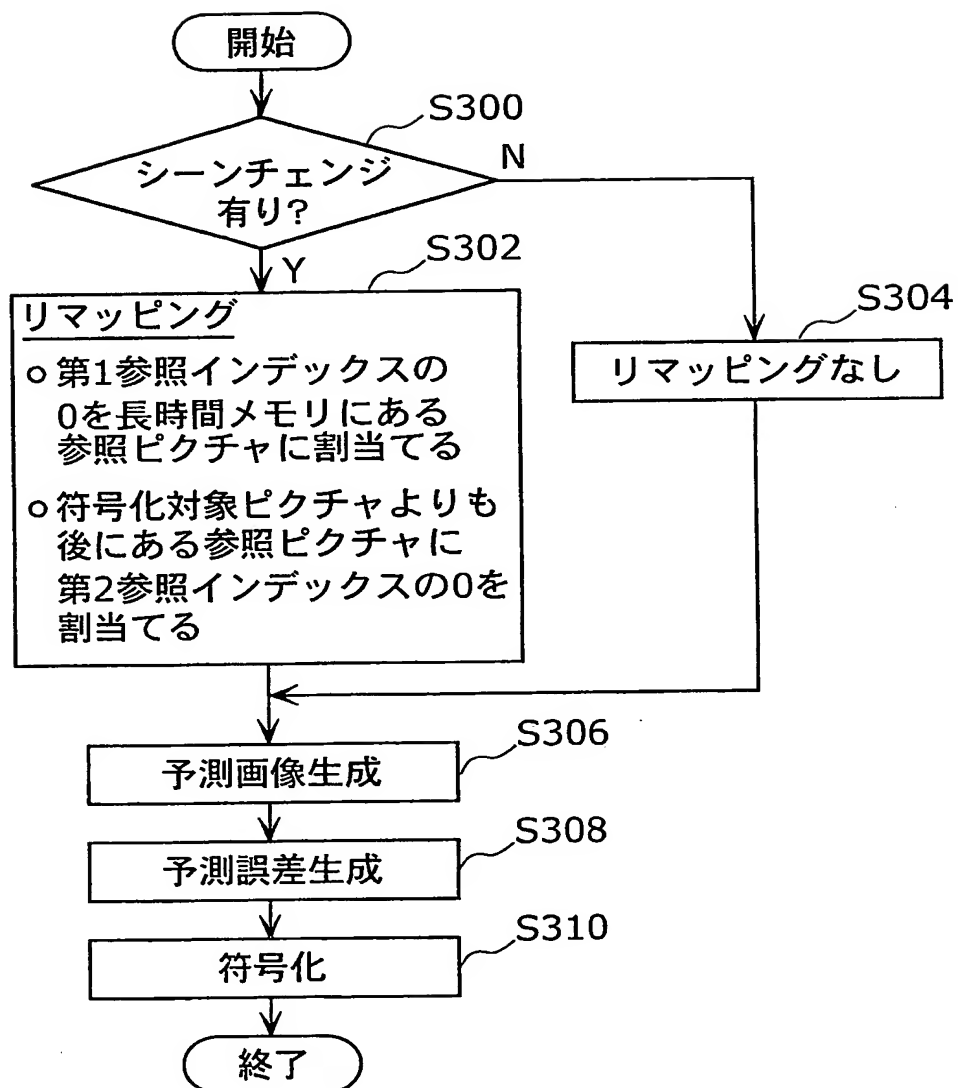 開始
S300
シーンチェンジ
有り?
N
Y
S302
リマッピング
第1参照インデックスの
0を長時間メモリにある
参照ピクチャに割当てる
符号化対象ピクチャよりも
後にある参照ピクチャに
第2参照インデックスの0を
割当てる
S304
リマッピングなし
S306
予測画像生成
S308
予測誤差生成
S310
符号化
終了